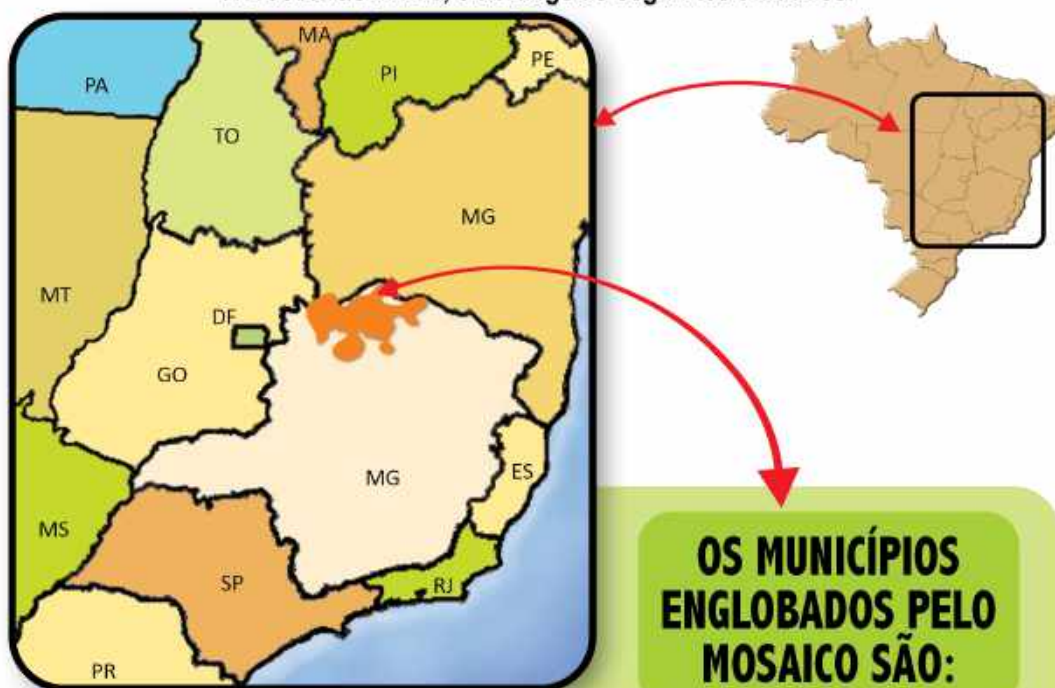 MA
PA
PI
PE
TO
MG
MT
DF
GO
MG
ES
MS
SP
RJ
PR
OS MUNICÍPIOS
ENGLOBADOS PELO
MOSAICO SÃO: